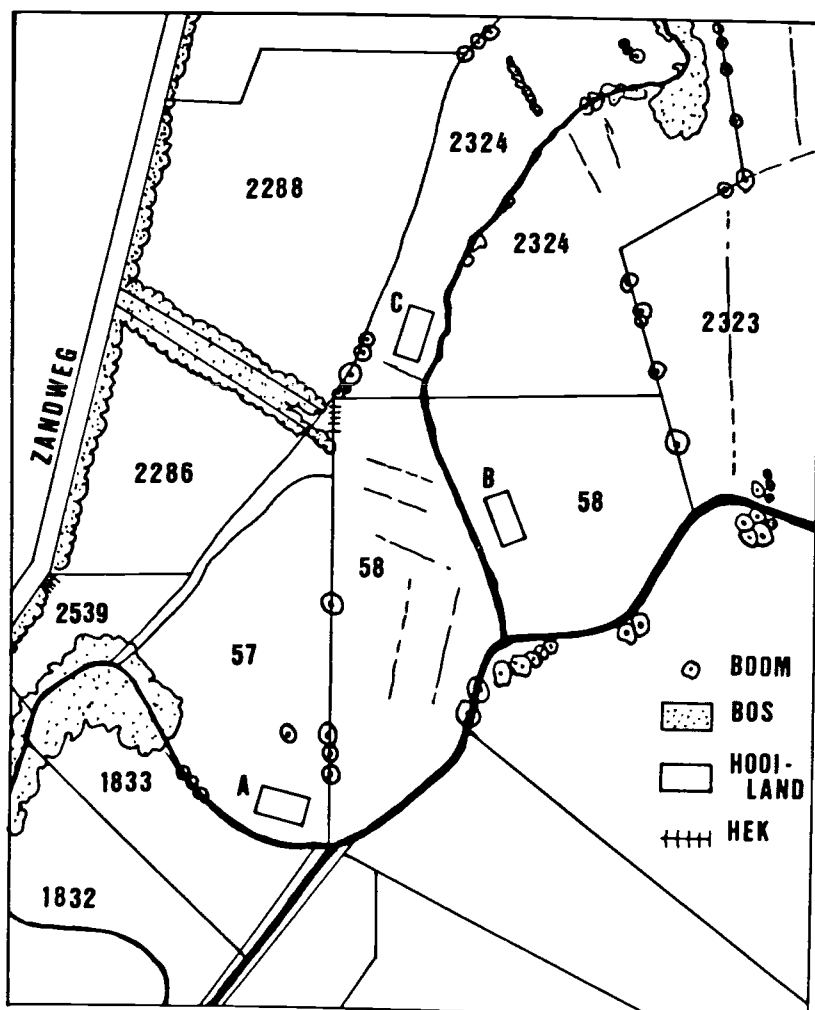 2324
2288
2324
C
2323
ZANDWEG
2286
B
58
58
2539
57
BOOM
BOS
1833
A
HOOI-
LAND
HEK
1832